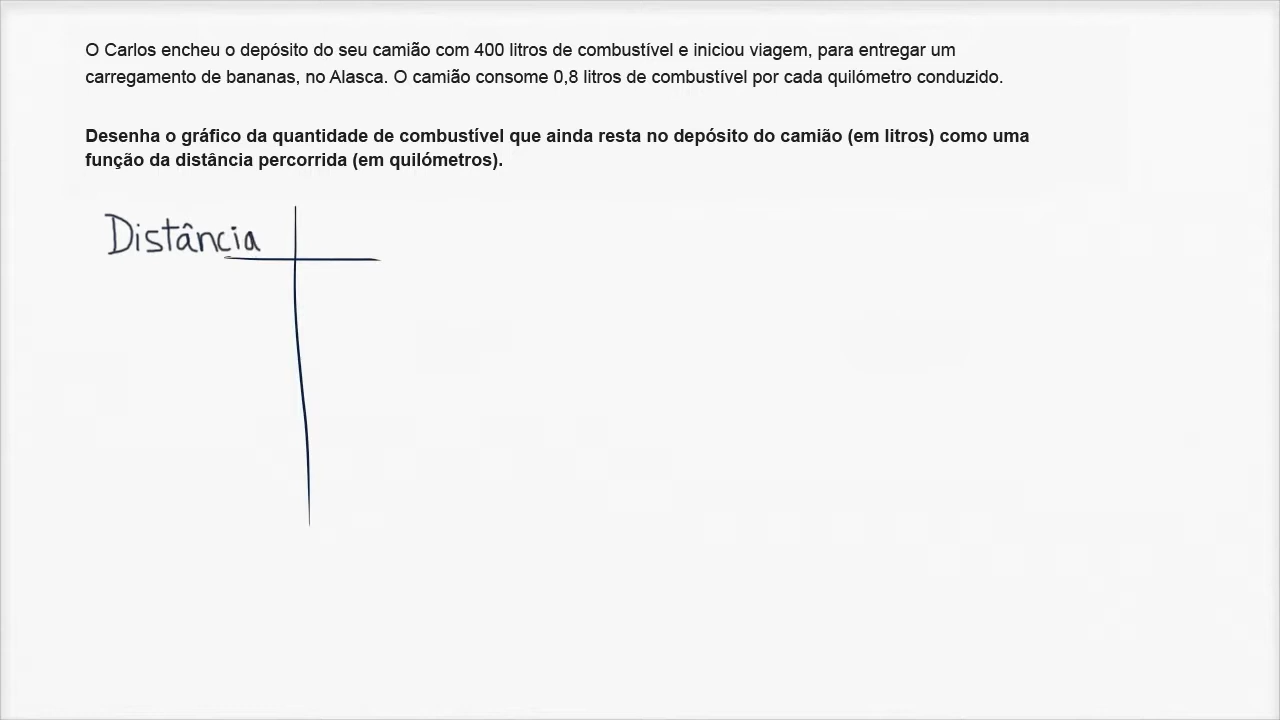 O Carlos encheu o depósito do seu camião com 400 litros de combustível e iniciou viagem, para entregar um
carregamento de bananas, no Alasca. O camião consome 0,8 litros de combustível por cada quilómetro conduzido.
Desenha o gráfico da quantidade de combustível que ainda resta no depósito do camião (em litros) como uma
função da distância percorrida (em quilómetros).
Distância